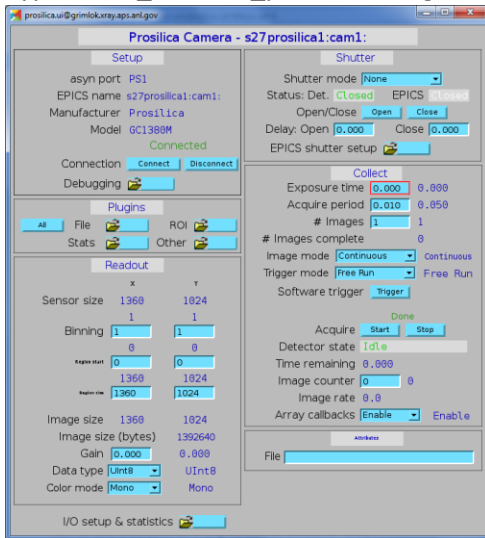 prosilica.ui@grimlok.xray.aps.anl.gov
Prosilica Camera - s27prosilica1:cam1:
Setup
asyn port PS1
EPICS name s27prosilica1:cam1:
Manufacturer Prosilica
Model GC1380M
Connected
Connection Connect Disconnect
Debugging
Plugins
All File ROI
Stats Other
Readout
X Y
Sensor size 1360 1024
1 1
Binning 1 1
0 0
Region start 0 0
1360 1024
Region size 1360 1024
Image size 1360 1024
Image size (bytes) 1392640
Gain 0.000 0.000
Data type UInt8 UInt8
Color mode Mono Mono
I/O setup & statistics
Shutter
Shutter mode None
Status: Det. Closed EPICS Closed
Open/Close Open Close
Delay: Open 0.000 Close 0.000
EPICS shutter setup
Collect
Exposure time 0.000 0.000
Acquire period 0.010 0.050
# Images 1 1
# Images complete 0
Image mode Continuous Continuous
Trigger mode Free Run Free Run
Software trigger Trigger
Done
Acquire Start Stop
Detector state Idle
Time remaining 0.000
Image counter 0 0
Image rate 0.0
Array callbacks Enable Enable
Attributes
File